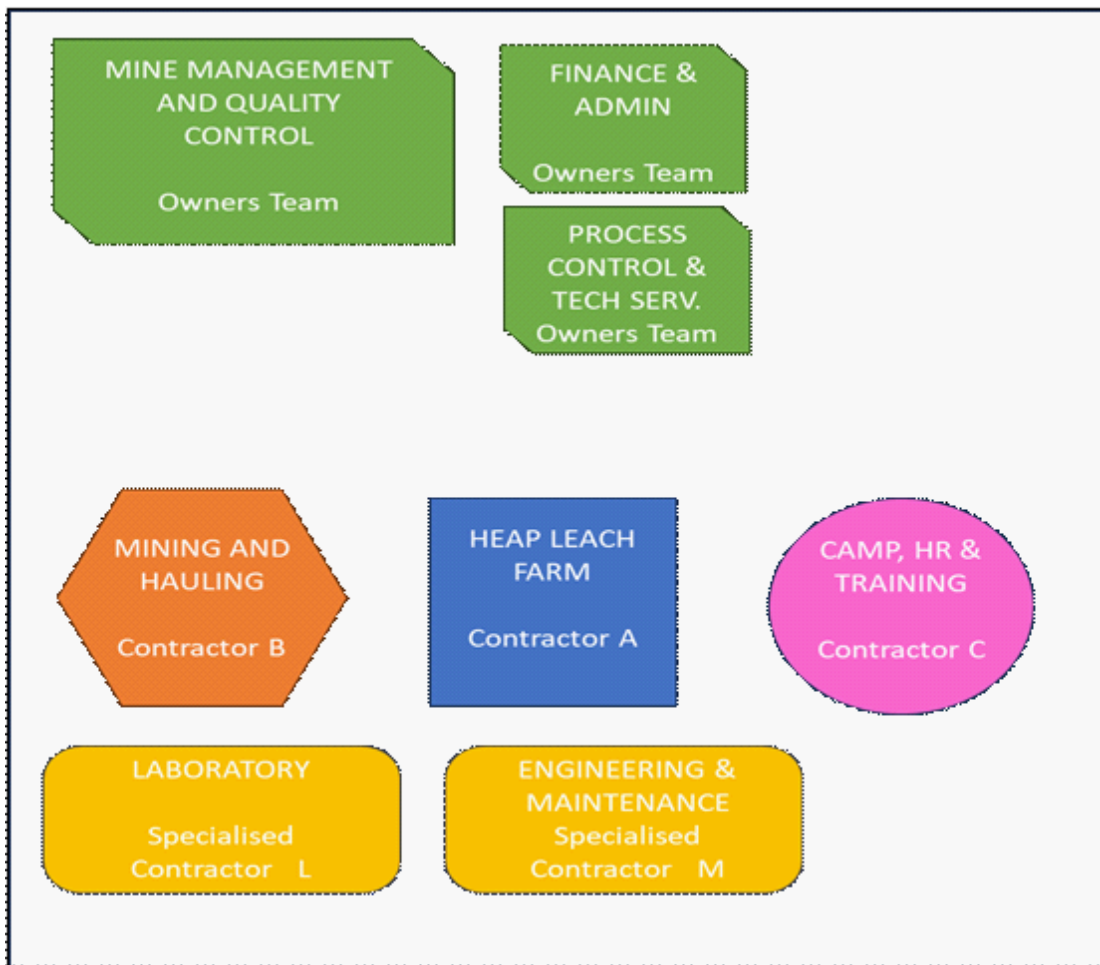 MINE MANAGEMENT
AND QUALITY
CONTROL
Owners Team
FINANCE &
ADMIN
Owners Team
PROCESS
CONTROL &
TECH SERV.
Owners Team
MINING AND
HAULING
Contractor B
HEAP LEACH
FARM
Contractor A
CAMP, HR &
TRAINING
Contractor C
LABORATORY
Specialised
Contractor L
ENGINEERING &
MAINTENANCE
Specialised
Contractor M